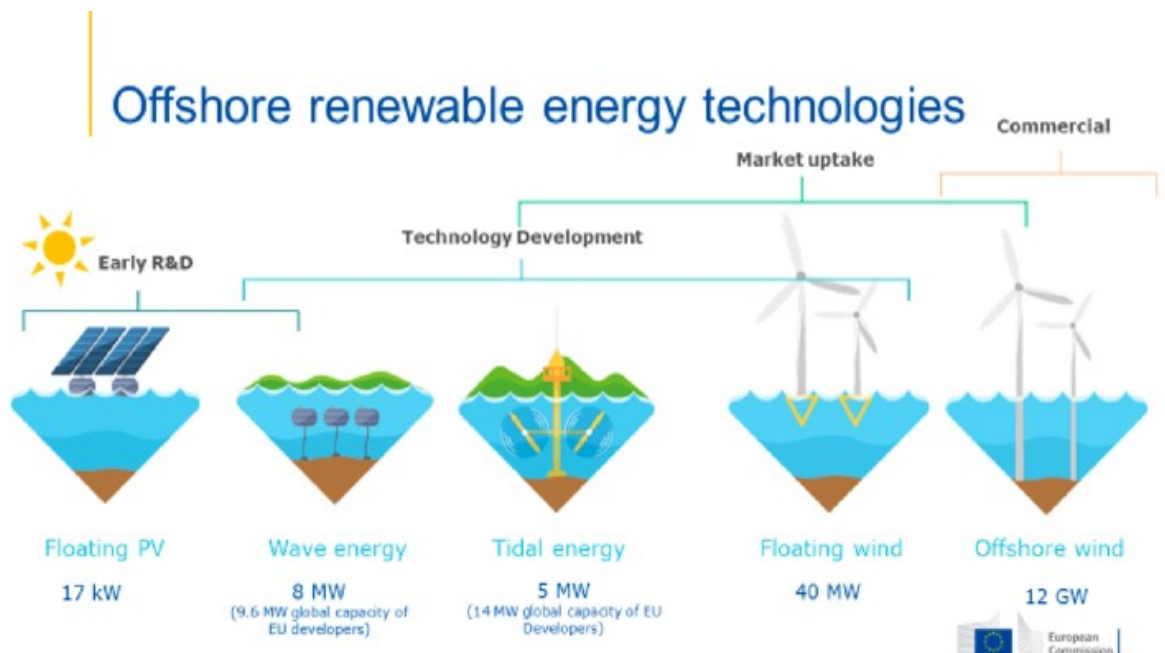 Offshore renewable energy technologies
Commercial
Market uptake
Technology Development
Early R&D
Floating PV
17 kW
Wave energy
8 MW
(9.6 MW global capacity of
EU developers)
Tidal energy
5 MW
(14 MW global capacity of EU
Developers)
Floating wind
40 MW
Offshore wind
12 GW
European
Commission